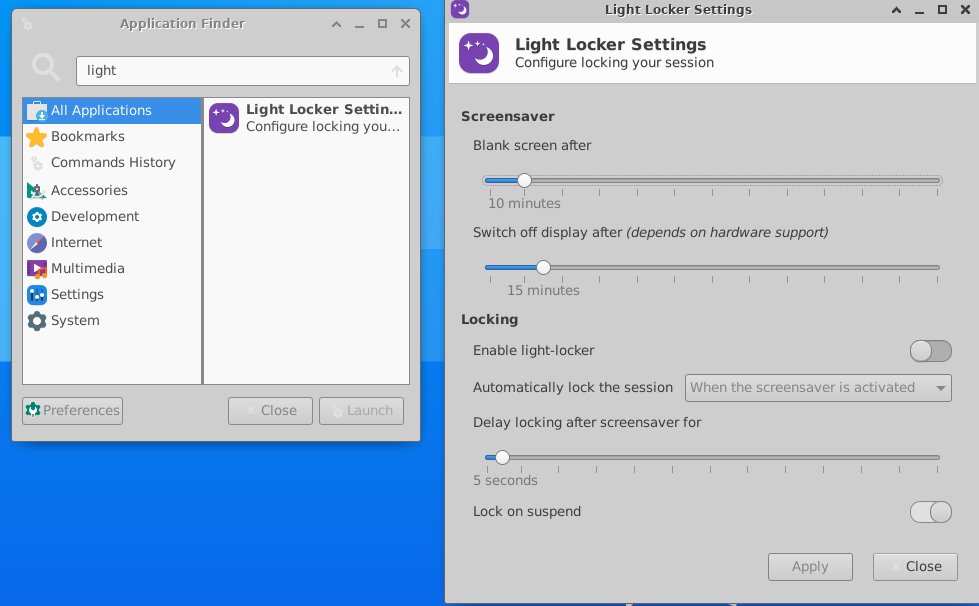 Application Finder
light
All Applications
Bookmarks
Commands History
Accessories
Development
Internet
Multimedia
Settings
System
Light Locker Settin...
Configure locking you...
Preferences
Close
Launch
Light Locker Settings
Light Locker Settings
Configure locking your session
Screensaver
Blank screen after
10 minutes
Switch off display after (depends on hardware support)
15 minutes
Locking
Enable light-locker
Automatically lock the session
When the screensaver is activated
Delay locking after screensaver for
5 seconds
Lock on suspend
Apply
Close